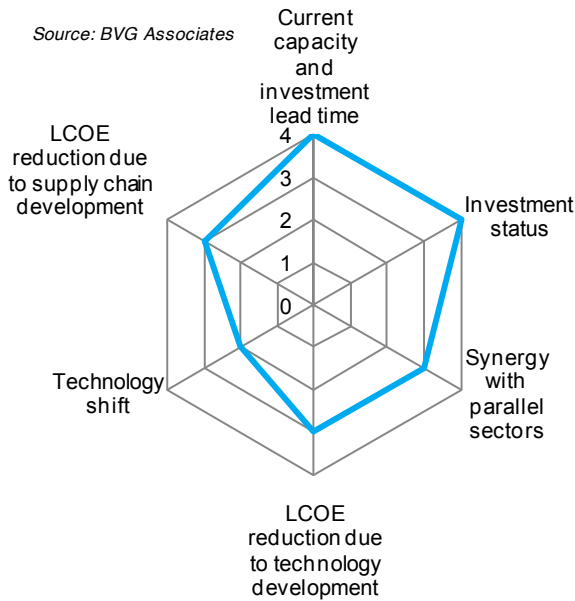 Source: BVG Associates
Current
capacity
and
investment
lead time
LCOE
reduction due
to supply chain
development
4
3
2
1
0
Investment
status
Synergy
with
parallel
sectors
Technology
shift
LCOE
reduction due
to technology
development